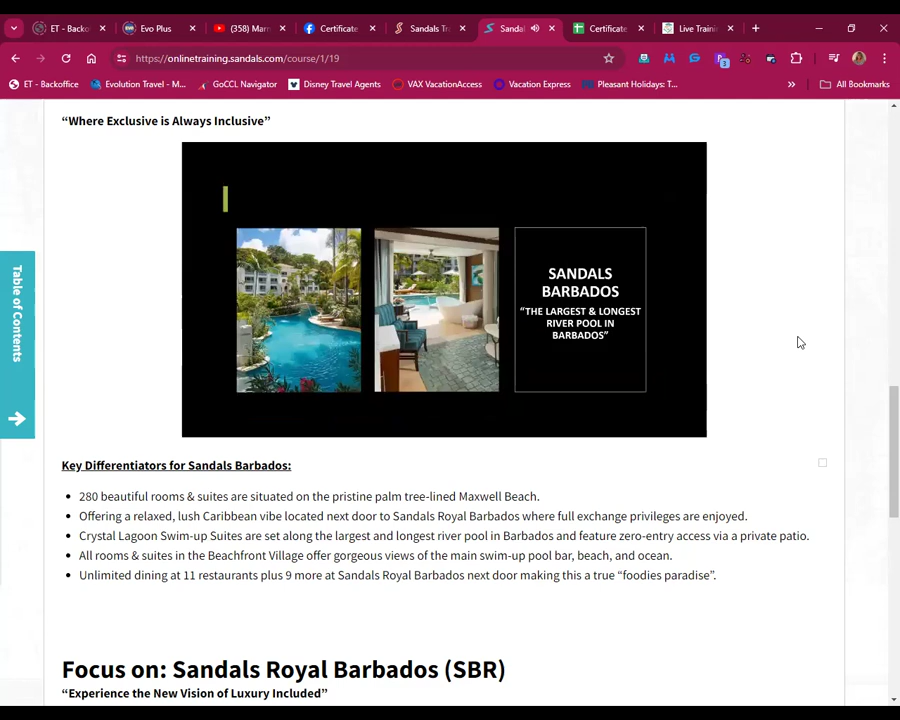 ET - Backo
Evo Plus
(358) Marr
Certificate
Sandals Tr
Sandal
Certificate
Live Trainin
https://onlinetraining.sandals.com/course/1/19
3
ET - Backoffice
Evolution Travel - M...
GoCCL Navigator
Disney Travel Agents
VAX VacationAccess
Vacation Express
Pleasant Holidays: T...
»
All Bookmarks
“Where Exclusive is Always Inclusive”
SANDALS
BARBADOS
“THE LARGEST & LONGEST
RIVER POOL IN
BARBADOS”
Table of Contents
Key Differentiators for Sandals Barbados:
• 280 beautiful rooms & suites are situated on the pristine palm tree-lined Maxwell Beach.
• Offering a relaxed, lush Caribbean vibe located next door to Sandals Royal Barbados where full exchange privileges are enjoyed.
• Crystal Lagoon Swim-up Suites are set along the largest and longest river pool in Barbados and feature zero-entry access via a private patio.
• All rooms & suites in the Beachfront Village offer gorgeous views of the main swim-up pool bar, beach, and ocean.
• Unlimited dining at 11 restaurants plus 9 more at Sandals Royal Barbados next door making this a true “foodies paradise”.
Focus on: Sandals Royal Barbados (SBR)
“Experience the New Vision of Luxury Included”